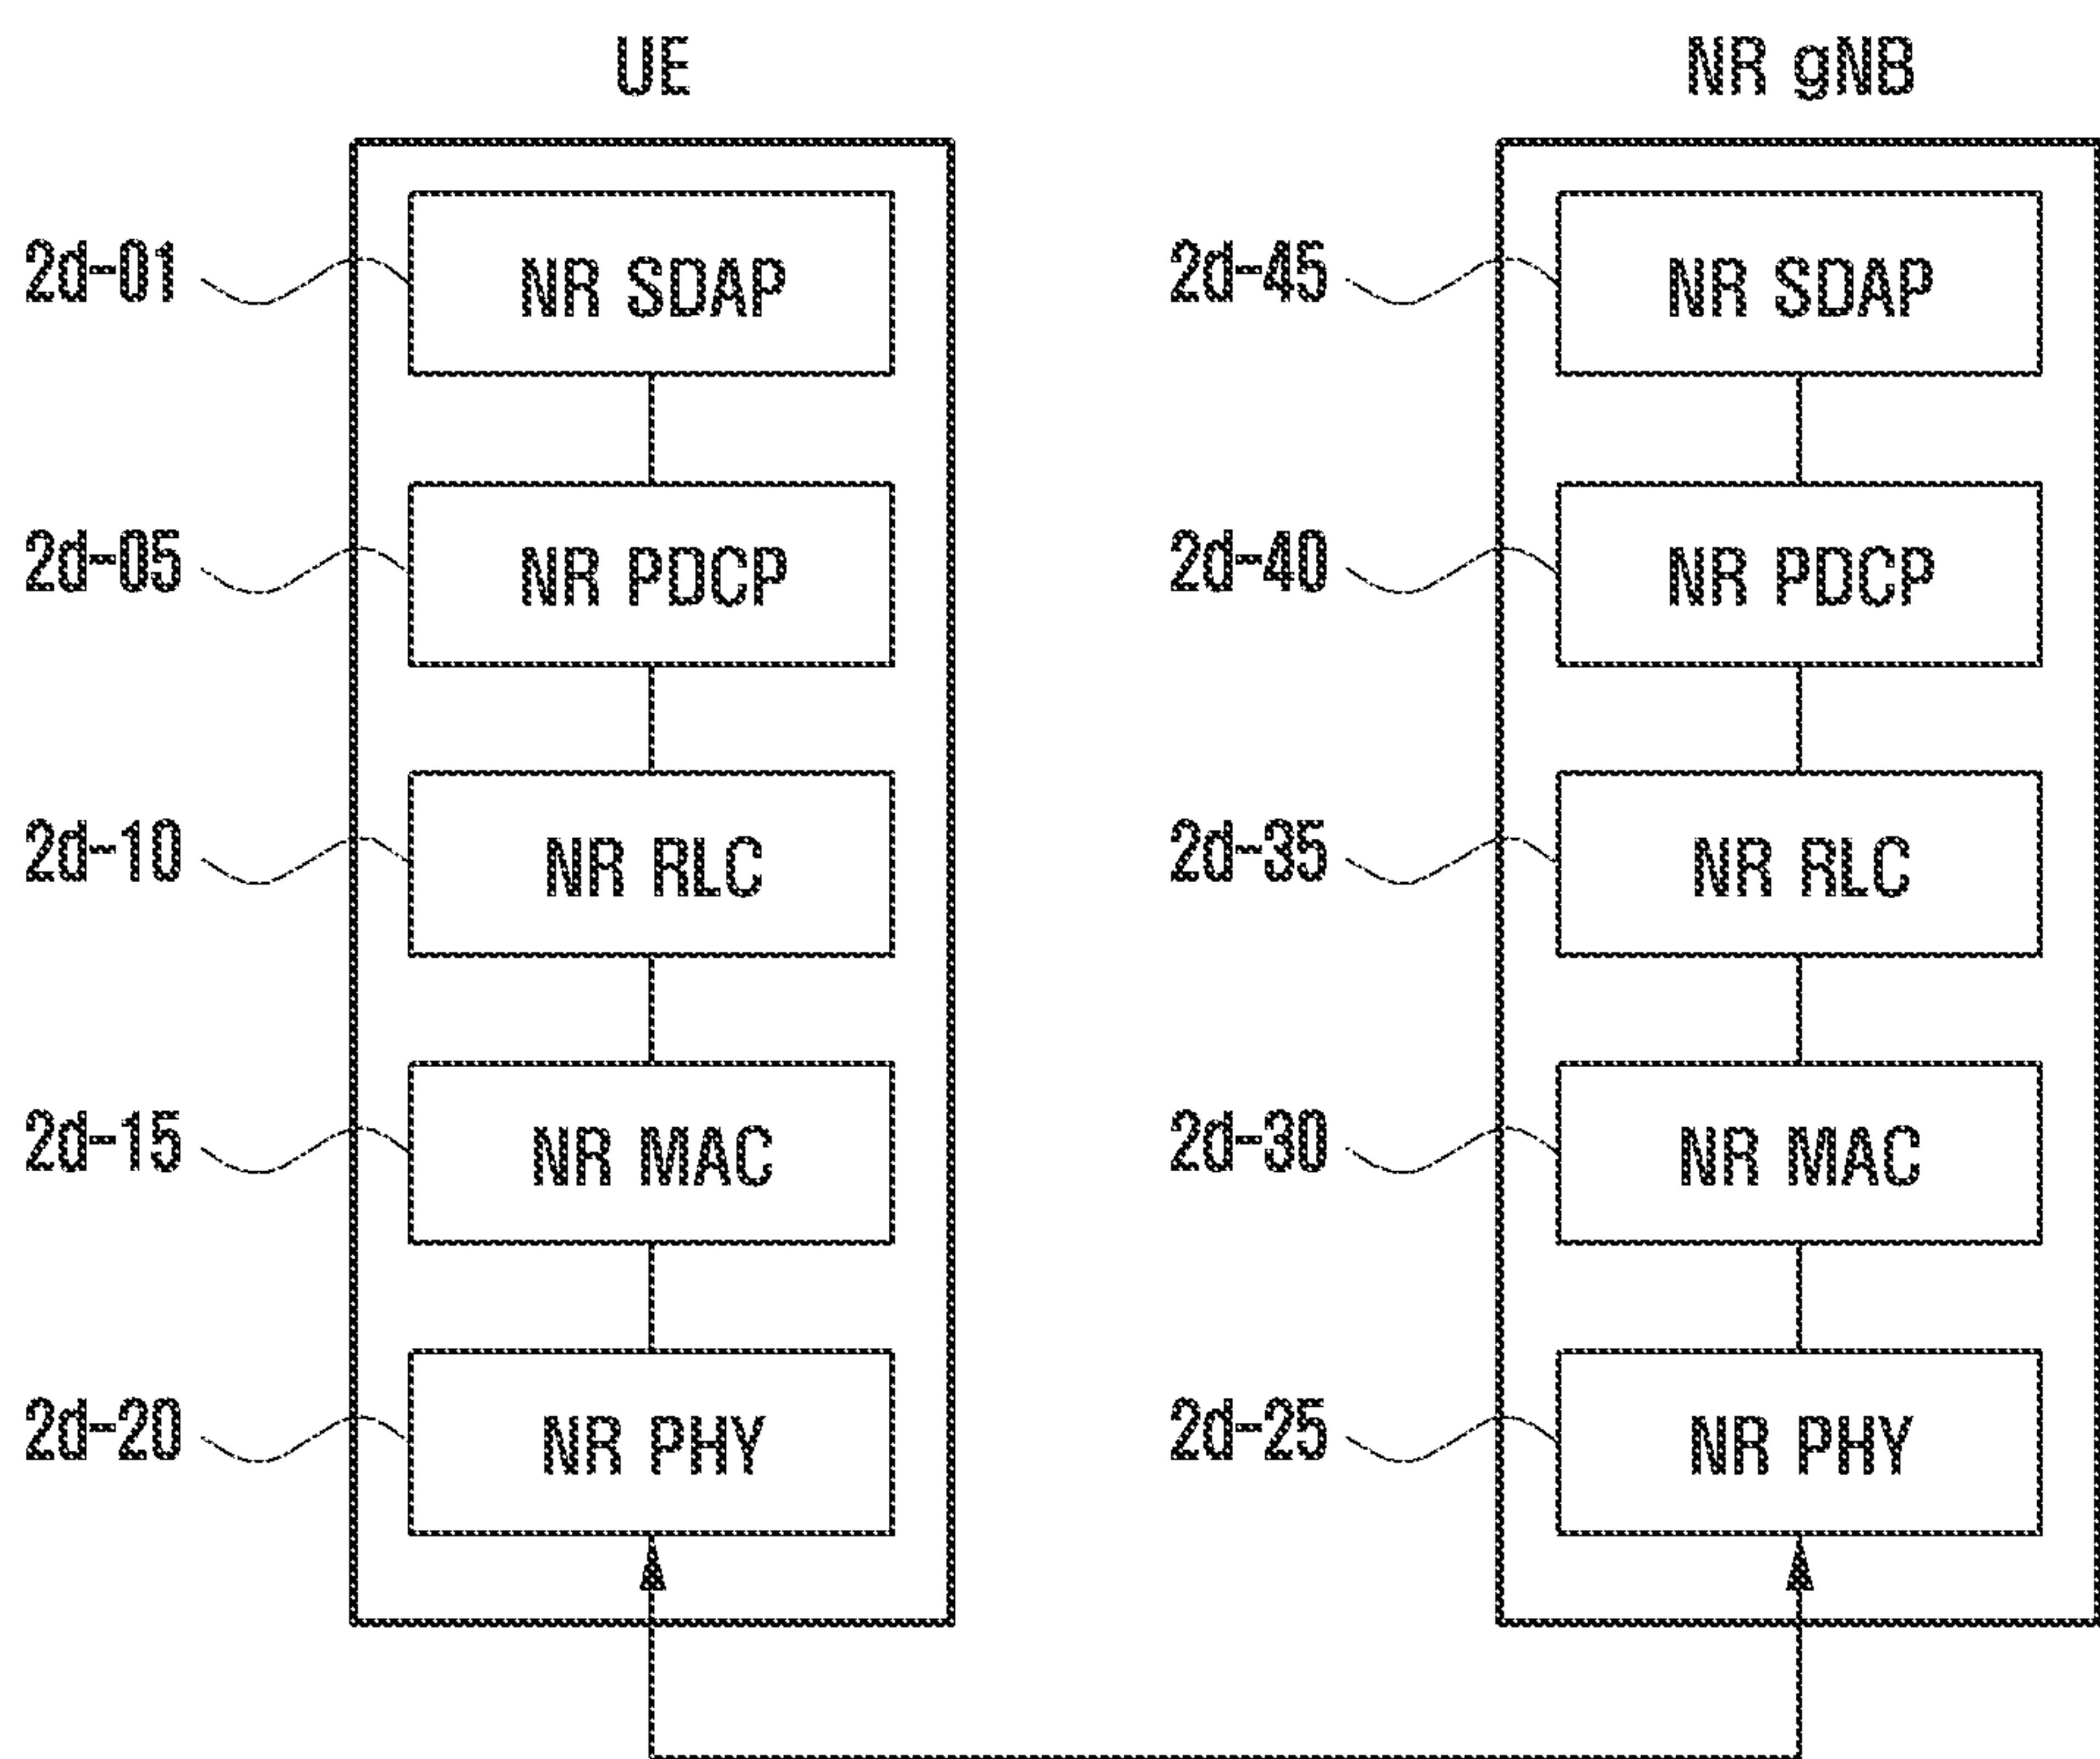 UE
NR gNB
2d-01
NR SDAP
2d-45
NR SDAP
2d-05
NR PDCP
2d-40
NR PDCP
2d-10
NR RLC
2d-35
NR RLC
2d-15
NR MAC
2d-30
NR MAC
2d-20
NR PHY
2d-25
NR PHY